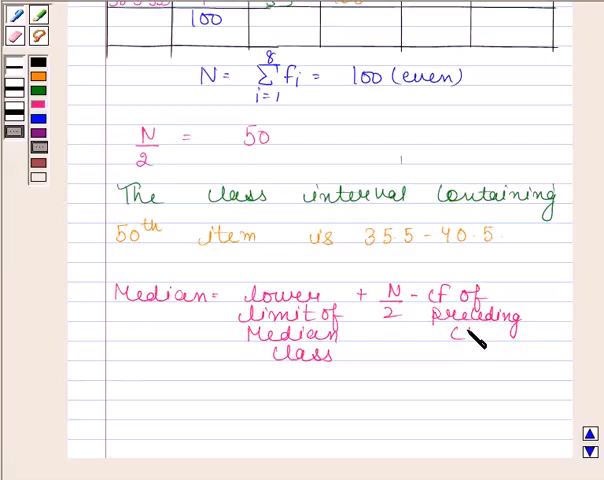 100
N = 8 Σ i=1 fi = 100 (even)
N/2 = 50
The class interval containing
50th item is 35.5 - 40.5
Median = lower + N/2 - cf of
limit of preceding
Median C
class